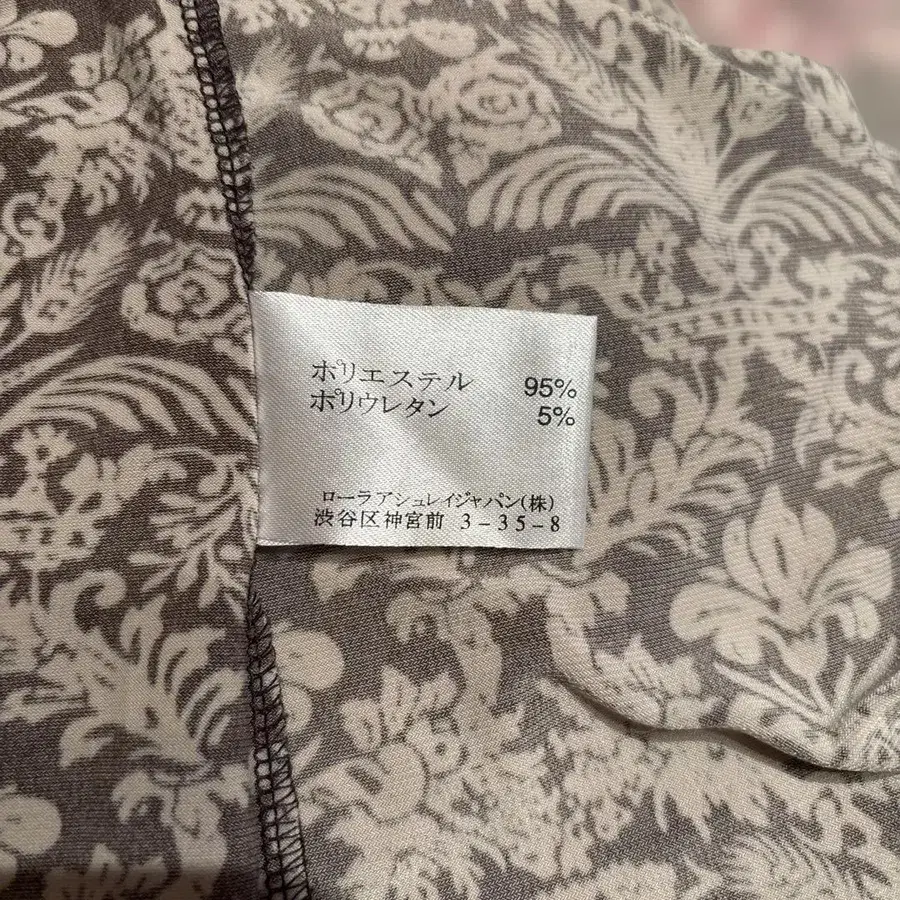 ポリエステル 95%
ポリウレタン 5%
ローラアシュレイジャパン(株)
渋谷区神宮前 3-35-8